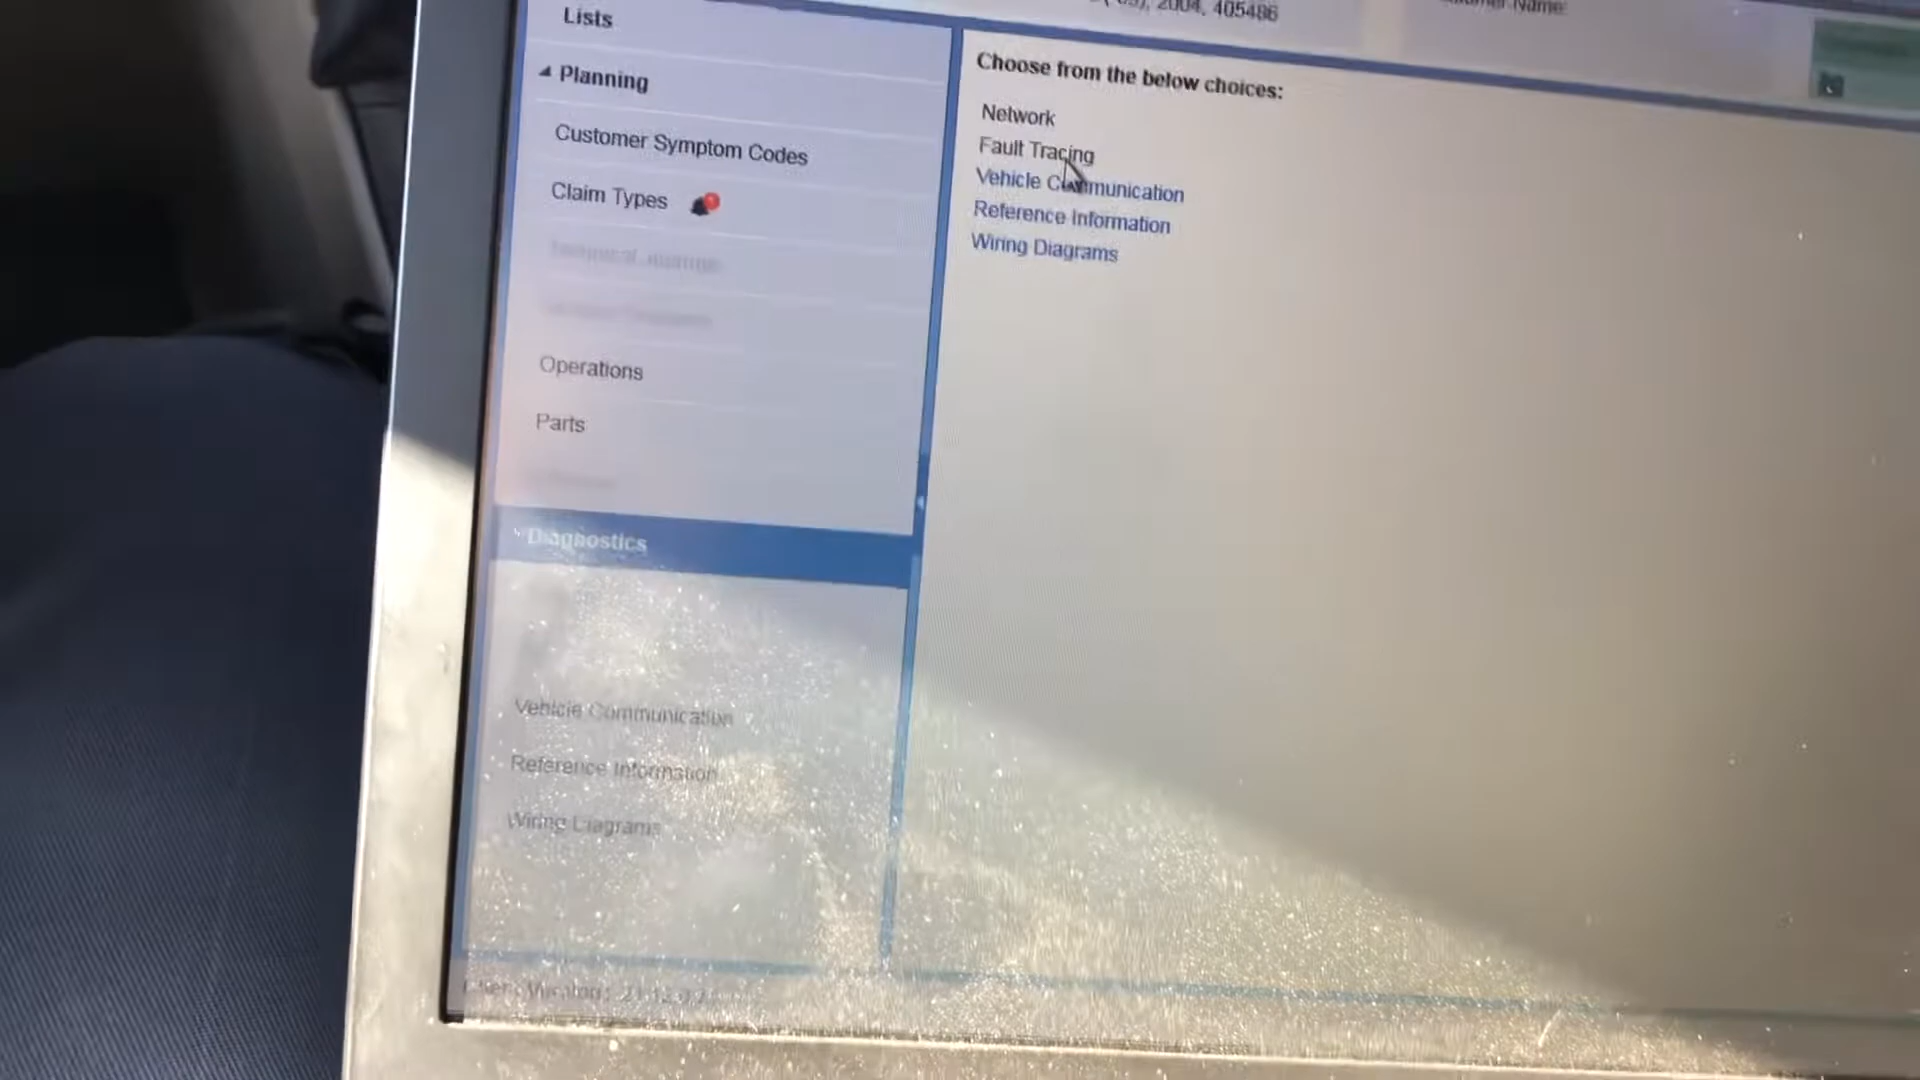 2004, 405486
Name:
Lists
Planning
Customer Symptom Codes
Claim Types
Operations
Parts
Diagnostics
Vehicle Communication
Reference Information
Wiring Diagrams
Choose from the below choices:
Network
Fault Tracing
Vehicle Communication
Reference Information
Wiring Diagrams